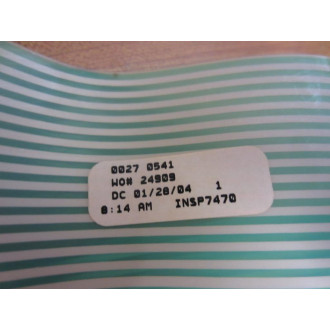 0027 0541
WO# 24909
DC 01/28/04 1
8:14 AM INSP7470